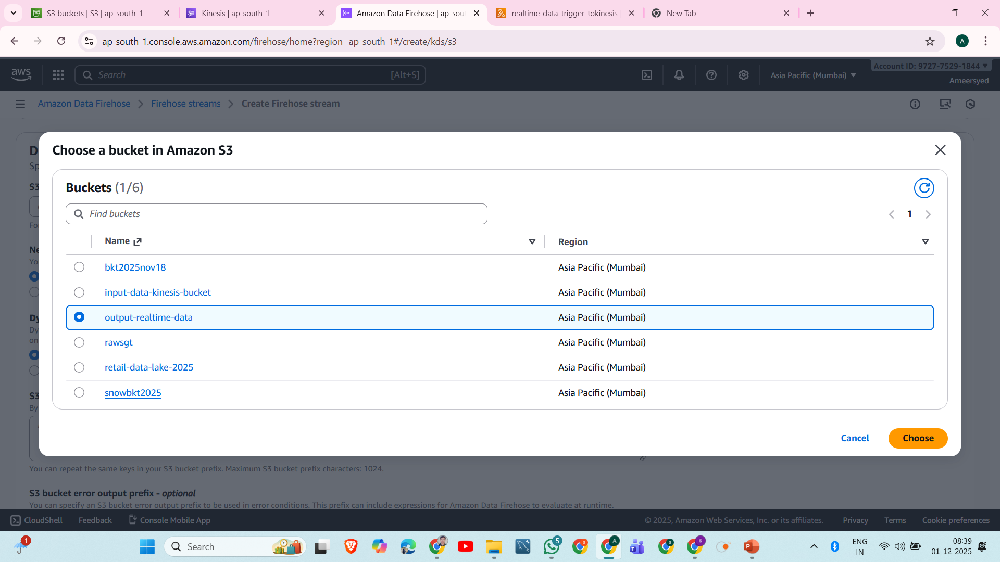 S3 buckets | S3 | ap-south-1
Kinesis | ap-south-1
Amazon Data Firehose | ap-sou
realtime-data-trigger-tokinesis
New Tab
ap-south-1.console.aws.amazon.com/firehose/home?region=ap-south-1#/create/kds/s3
A
aws
Search
[Alt+S]
Asia Pacific (Mumbai)
Account ID: 9727-7529-1844
Ameersyed
Amazon Data Firehose
Firehose streams
Create Firehose stream
Choose a bucket in Amazon S3
Buckets (1/6)
Find buckets
1
Name
Region
bkt2025nov18
Asia Pacific (Mumbai)
input-data-kinesis-bucket
Asia Pacific (Mumbai)
output-realtime-data
Asia Pacific (Mumbai)
rawsgt
Asia Pacific (Mumbai)
retail-data-lake-2025
Asia Pacific (Mumbai)
snowbkt2025
Asia Pacific (Mumbai)
Cancel
Choose
S3
Ne
Yo
Dy
Dy
on
S3
By
You can repeat the same keys in your S3 bucket prefix. Maximum S3 bucket prefix characters: 1024.
S3 bucket error output prefix - optional
You can specify an S3 bucket error output prefix to be used in error conditions. This prefix can include expressions for Amazon Data Firehose to evaluate at runtime.
CloudShell
Feedback
Console Mobile App
© 2025, Amazon Web Services, Inc. or its affiliates.
Privacy
Terms
Cookie preferences
1
Search
5
ENG
IN
08:39
01-12-2025